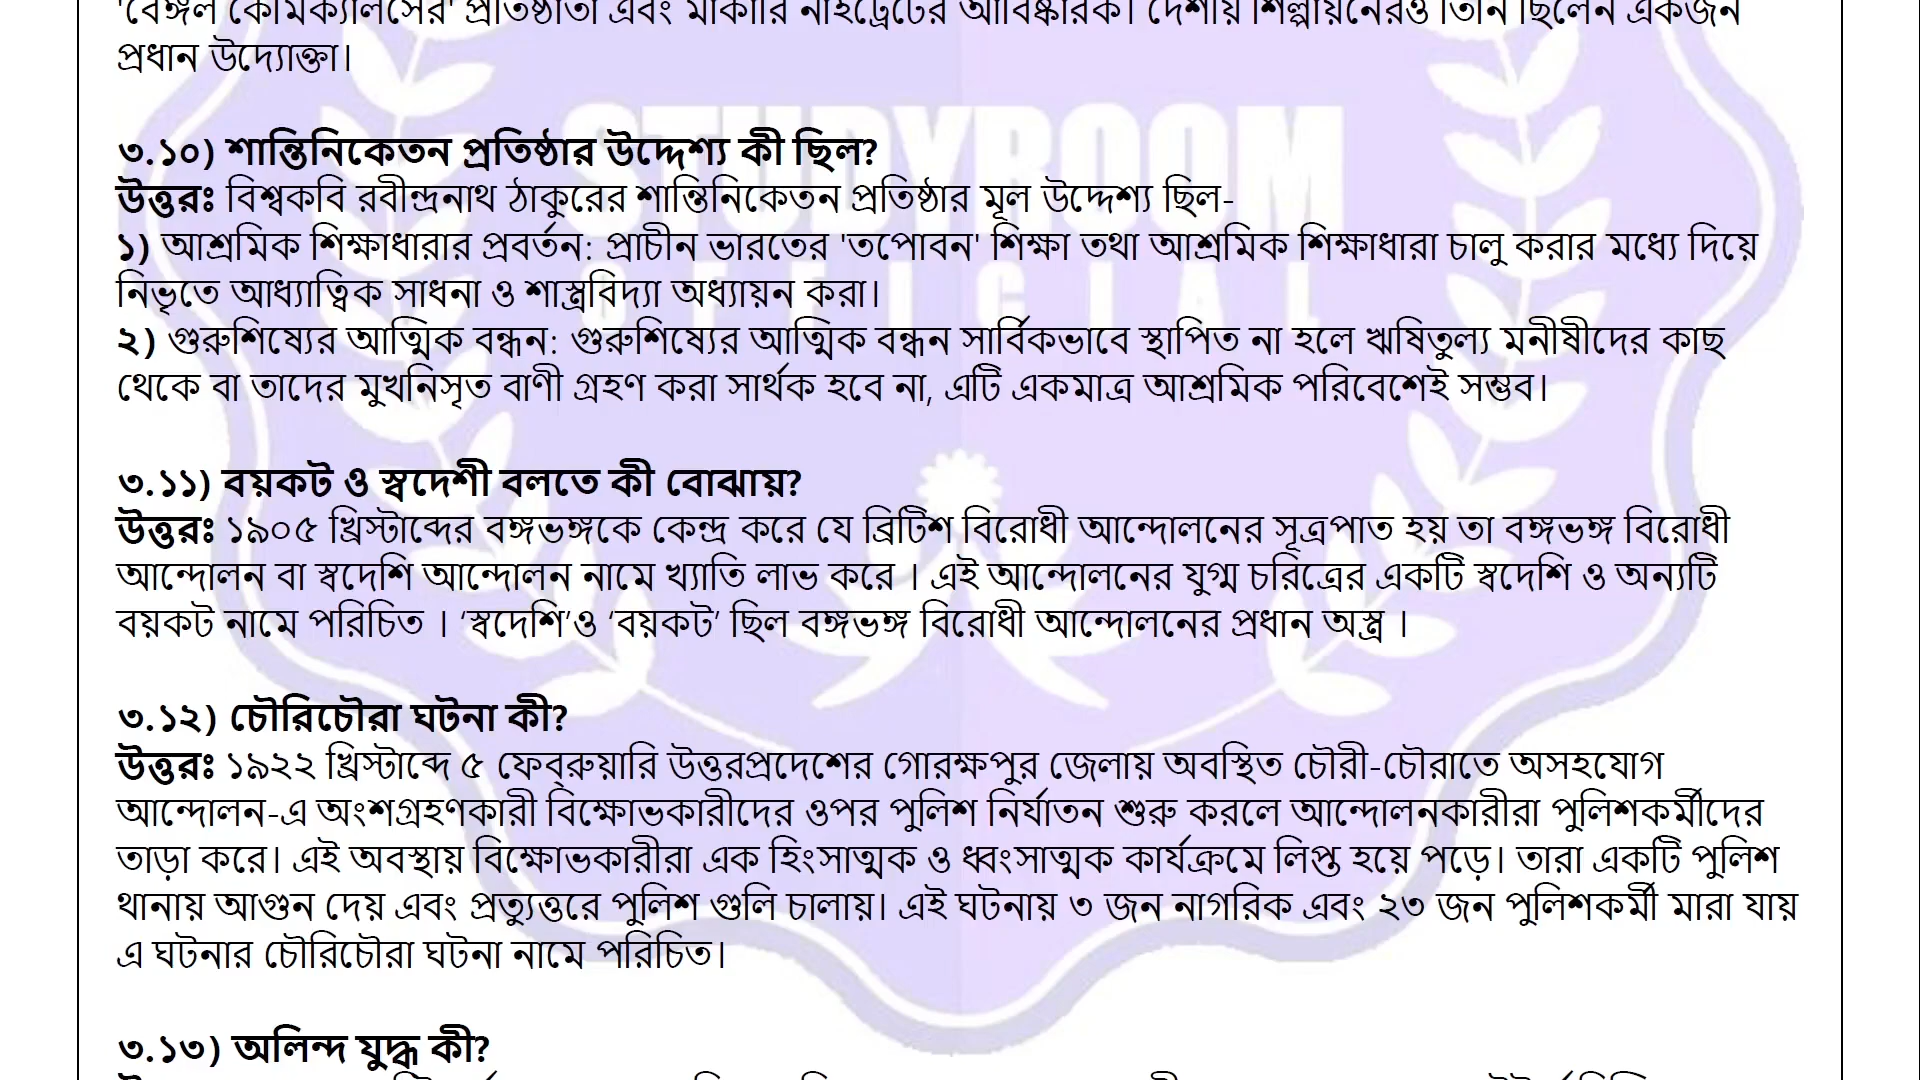 'বেঙ্গল কেমিক্যালসের' প্রতিষ্ঠাতা এবং মার্কারি নাইট্রেটের আবিষ্কারক। দেশীয় শিল্পায়নেরও তিনি ছিলেন একজন
প্রধান উদ্যোক্তা।
STUDYROOM
SPECIAL
৩.১০) শান্তিনিকেতন প্রতিষ্ঠার উদ্দেশ্য কী ছিল?
উত্তরঃ বিশ্বকবি রবীন্দ্রনাথ ঠাকুরের শান্তিনিকেতন প্রতিষ্ঠার মূল উদ্দেশ্য ছিল-
১) আশ্রমিক শিক্ষাধারার প্রবর্তন: প্রাচীন ভারতের 'তপোবন' শিক্ষা তথা আশ্রমিক শিক্ষাধারা চালু করার মধ্যে দিয়ে
নিভৃতে আধ্যাত্বিক সাধনা ও শাস্ত্রবিদ্যা অধ্যায়ন করা।
২) গুরুশিষ্যের আত্মিক বন্ধন: গুরুশিষ্যের আত্মিক বন্ধন সার্বিকভাবে স্থাপিত না হলে ঋষিতুল্য মনীষীদের কাছ
থেকে বা তাদের মুখনিসৃত বাণী গ্রহণ করা সার্থক হবে না, এটি একমাত্র আশ্রমিক পরিবেশেই সম্ভব।
৩.১১) বয়কট ও স্বদেশী বলতে কী বোঝায়?
উত্তরঃ ১৯০৫ খ্রিস্টাব্দের বঙ্গভঙ্গকে কেন্দ্র করে যে ব্রিটিশ বিরোধী আন্দোলনের সূত্রপাত হয় তা বঙ্গভঙ্গ বিরোধী
আন্দোলন বা স্বদেশি আন্দোলন নামে খ্যাতি লাভ করে । এই আন্দোলনের যুগ্ম চরিত্রের একটি স্বদেশি ও অন্যটি
বয়কট নামে পরিচিত । ‘স্বদেশি’ও ‘বয়কট’ ছিল বঙ্গভঙ্গ বিরোধী আন্দোলনের প্রধান অস্ত্র ।
৩.১২) চৌরিচৌরা ঘটনা কী?
উত্তরঃ ১৯২২ খ্রিস্টাব্দে ৫ ফেব্রুয়ারি উত্তরপ্রদেশের গোরক্ষপুর জেলায় অবস্থিত চৌরী-চৌরাতে অসহযোগ
আন্দোলন-এ অংশগ্রহণকারী বিক্ষোভকারীদের ওপর পুলিশ নির্যাতন শুরু করলে আন্দোলনকারীরা পুলিশকর্মীদের
তাড়া করে। এই অবস্থায় বিক্ষোভকারীরা এক হিংসাত্মক ও ধ্বংসাত্মক কার্যক্রমে লিপ্ত হয়ে পড়ে। তারা একটি পুলিশ
থানায় আগুন দেয় এবং প্রত্যুত্তরে পুলিশ গুলি চালায়। এই ঘটনায় ৩ জন নাগরিক এবং ২৩ জন পুলিশকর্মী মারা যায়
এ ঘটনার চৌরিচৌরা ঘটনা নামে পরিচিত।
৩.১৩) অলিন্দ যুদ্ধ কী?